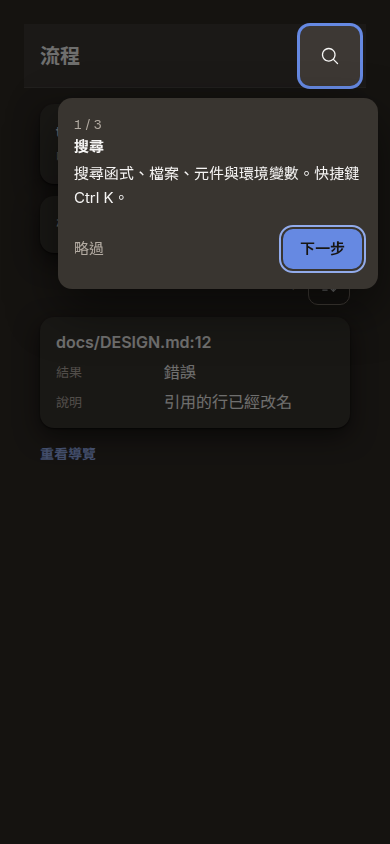 流程
1 / 3
搜尋
搜尋函式、檔案、元件與環境變數。快捷鍵
Ctrl K。
略過
下一步
docs/DESIGN.md:12
結果 錯誤
說明 引用的行已經改名
重看導覽